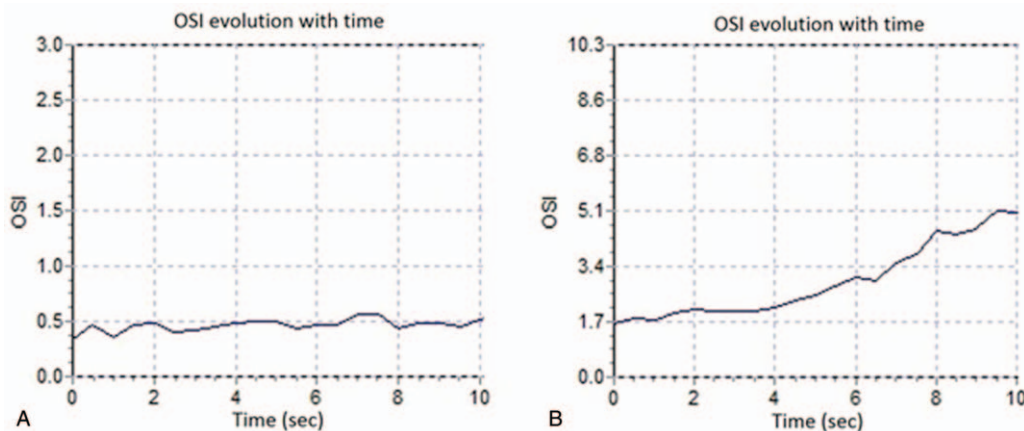 OSI evolution with time
3.0
2.5
2.0
1.5
1.0
0.5
0.0
OSI
0 2 4 6 8 10
Time (sec)
A
OSI evolution with time
10.3
8.6
6.8
5.1
3.4
1.7
0.0
OSI
0 2 4 6 8 10
Time (sec)
B